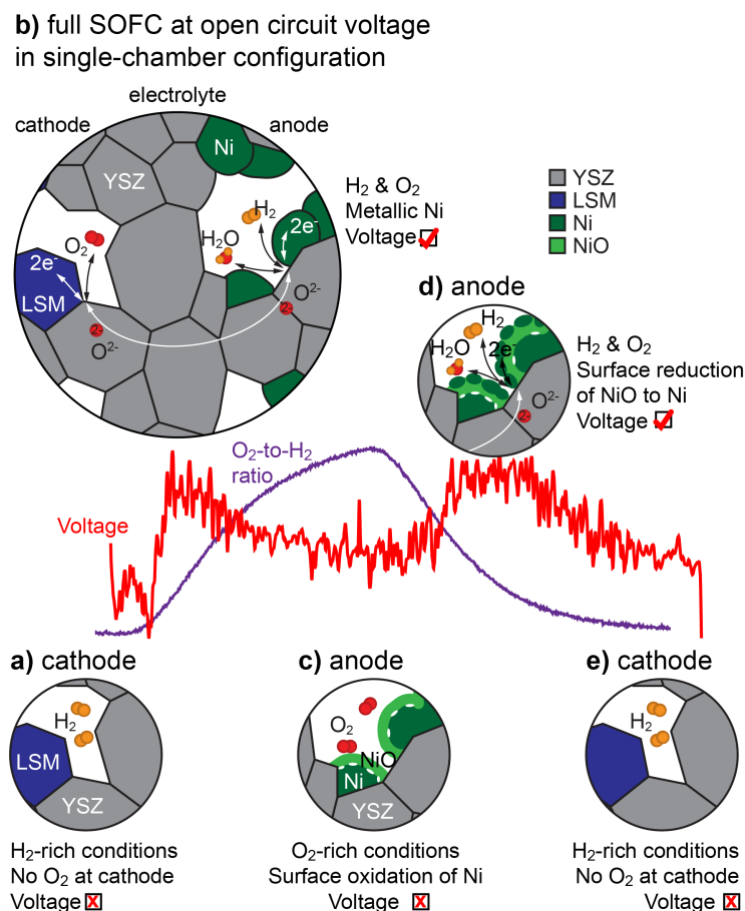 b) full SOFC at open circuit voltage
in single-chamber configuration
electrolyte
cathode
anode
Ni
YSZ
H₂
O₂
H₂O
2e⁻
2e⁻
LSM
O²⁻
2-
2-
O²⁻
H₂ & O₂
Metallic Ni
Voltage
YSZ
LSM
Ni
NiO
d) anode
H₂
H₂O
2e⁻
O²⁻
2-
H₂ & O₂
Surface reduction
of NiO to Ni
Voltage
O₂-to-H₂
ratio
Voltage
a) cathode
H₂
LSM
YSZ
H₂-rich conditions
No O₂ at cathode
Voltage X
c) anode
O₂
NiO
Ni
YSZ
O₂-rich conditions
Surface oxidation of Ni
Voltage X
e) cathode
H₂
H₂-rich conditions
No O₂ at cathode
Voltage X